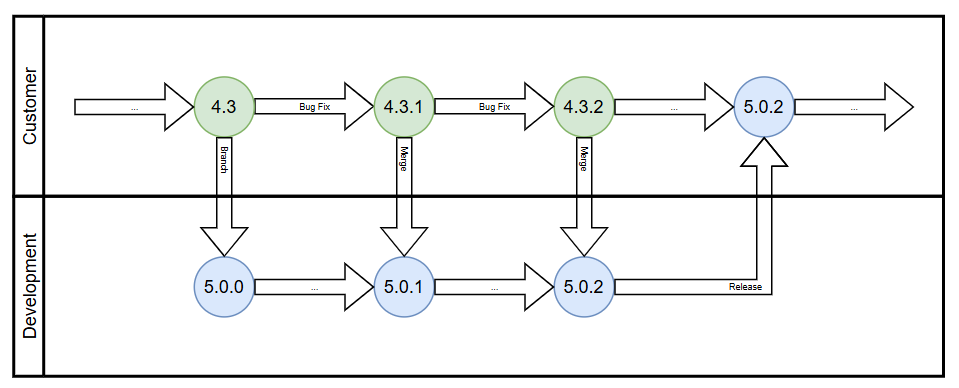 Customer
...
4.3
Bug Fix
4.3.1
Bug Fix
4.3.2
...
5.0.2
...
Branch
Merge
Merge
Development
5.0.0
...
5.0.1
...
5.0.2
Release